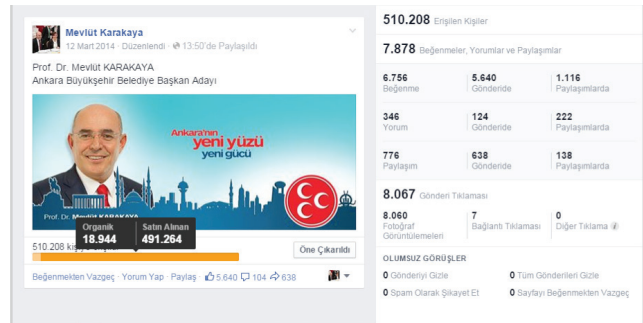 Mevlüt Karakaya
12 Mart 2014 · Düzenlendi · 13:50'de Paylaşıldı
Prof. Dr. Mevlüt KARAKAYA
Ankara Büyükşehir Belediye Başkan Adayı
Ankara'nın
yeni yüzü
yeni gücü
Prof. Dr. Mevlüt KARAKAYA
Organik Satın Alınan
18.944 491.264
510.208
Öne Çıkarıldı
Beğenmekten Vazgeç · Yorum Yap · Paylaş · 5.640 104 638
510.208 Erişilen Kişiler
7.878 Beğenmeler, Yorumlar ve Paylaşımlar
6.756 5.640 1.116
Beğenme Gönderide Paylaşımlarda
346 124 222
Yorum Gönderide Paylaşımlarda
776 638 138
Paylaşım Gönderide Paylaşımlarda
8.067 Gönderi Tıklaması
8.060 7 0
Fotoğraf Bağlantı Tıklaması Diğer Tıklama
Görüntülemeleri
OLUMSUZ GÖRÜŞLER
0 Gönderiyi Gizle 0 Tüm Gönderileri Gizle
0 Spam Olarak Şikayet Et 0 Sayfayı Beğenmekten Vazgeç